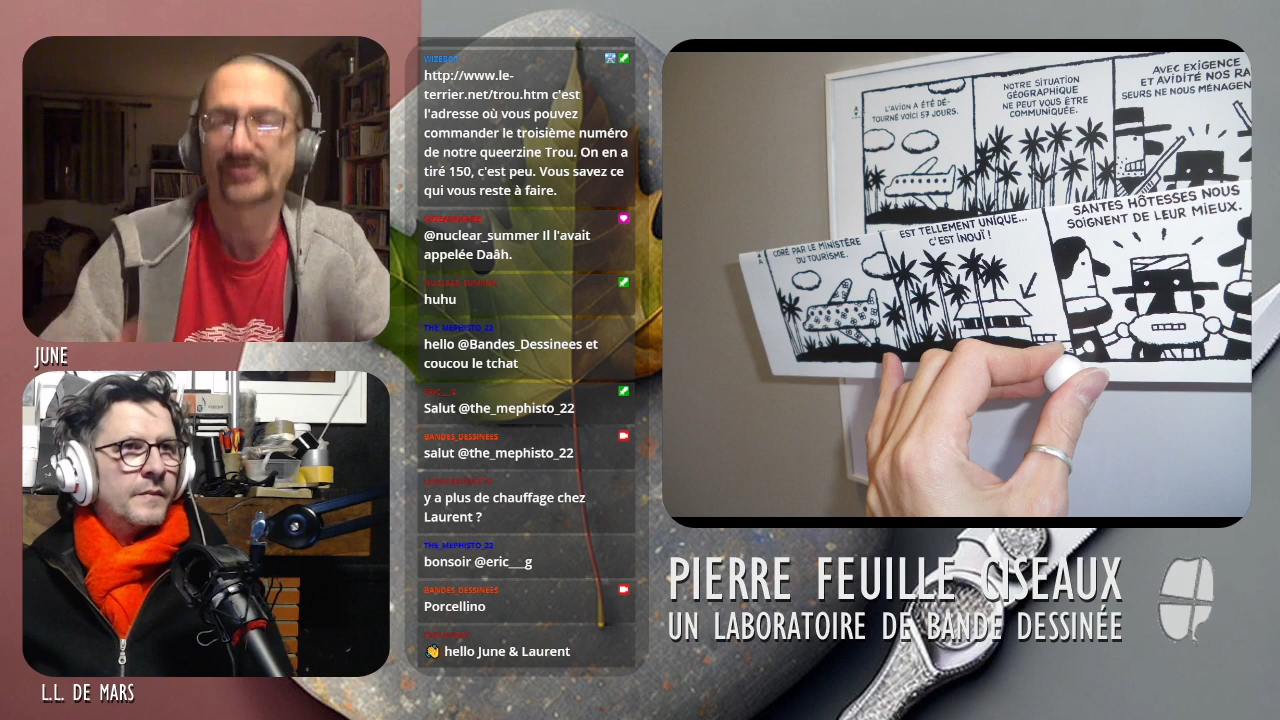 JUNE
L.L. DE MARS
WIZEBOT
http://www.le-
terrier.net/trou.htm c'est
l'adresse où vous pouvez
commander le troisième numéro
de notre queerzine Trou. On en a
tiré 150, c'est peu. Vous savez ce
qui vous reste à faire.
@nuclear_summer Il l'avait
appelée Daâh.
NUCLEAR_SUMMER
huhu
THE_MEPHISTO_22
hello @Bandes_Dessinees et
coucou le tchat
ERIC___G
Salut @the_mephisto_22
BANDES_DESSINEES
salut @the_mephisto_22
y a plus de chauffage chez
Laurent ?
THE_MEPHISTO_22
bonsoir @eric___g
BANDES_DESSINEES
Porcellino
hello June & Laurent
L'AVION A ÉTÉ DÉ-
TOURNÉ VOICI 57 JOURS.
NOTRE SITUATION
GÉOGRAPHIQUE
NE PEUT VOUS ÊTRE
COMMUNIQUÉE.
AVEC EXIGENCE
ET AVIDITÉ NOS RA
SEURS NE NOUS MÉNAGEN
CORÉ PAR LE MINISTÈRE
DU TOURISME.
EST TELLEMENT UNIQUE...
C'EST INOUÏ !
SANTES HÔTESSES NOUS
SOIGNENT DE LEUR MIEUX.
PIERRE FEUILLE CISEAUX
UN LABORATOIRE DE BANDE DESSINÉE